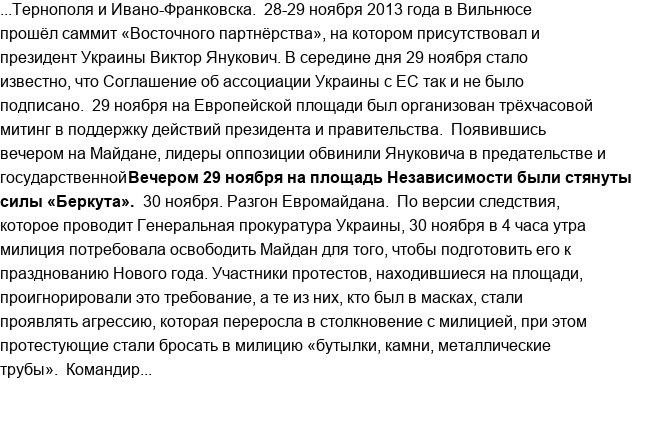 ...Тернополя и Ивано-Франковска.  28-29 ноября 2013 года в Вильнюсе
прошёл саммит «Восточного партнёрства», на котором присутствовал и
президент Украины Виктор Янукович. В середине дня 29 ноября стало
известно, что Соглашение об ассоциации Украины с ЕС так и не было
подписано.  29 ноября на Европейской площади был организован трёхчасовой
митинг в поддержку действий президента и правительства.  Появившись
вечером на Майдане, лидеры оппозиции обвинили Януковича в предательстве и
государственнойВечером 29 ноября на площадь Независимости были стянуты
силы «Беркута».  30 ноября. Разгон Евромайдана.  По версии следствия,
которое проводит Генеральная прокуратура Украины, 30 ноября в 4 часа утра
милиция потребовала освободить Майдан для того, чтобы подготовить его к
празднованию Нового года. Участники протестов, находившиеся на площади,
проигнорировали это требование, а те из них, кто был в масках, стали
проявлять агрессию, которая переросла в столкновение с милицией, при этом
протестующие стали бросать в милицию «бутылки, камни, металлические
трубы».  Командир...